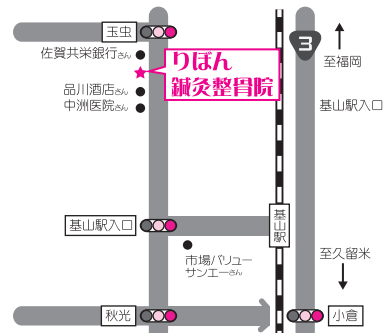 玉虫
佐賀共栄銀行さん
りぼん
鍼灸整骨院
品川酒店さん
中洲医院さん
3
至福岡
基山駅入口
基山駅入口
基山駅
市場バリュー
サンエーさん
至久留米
秋光
小倉